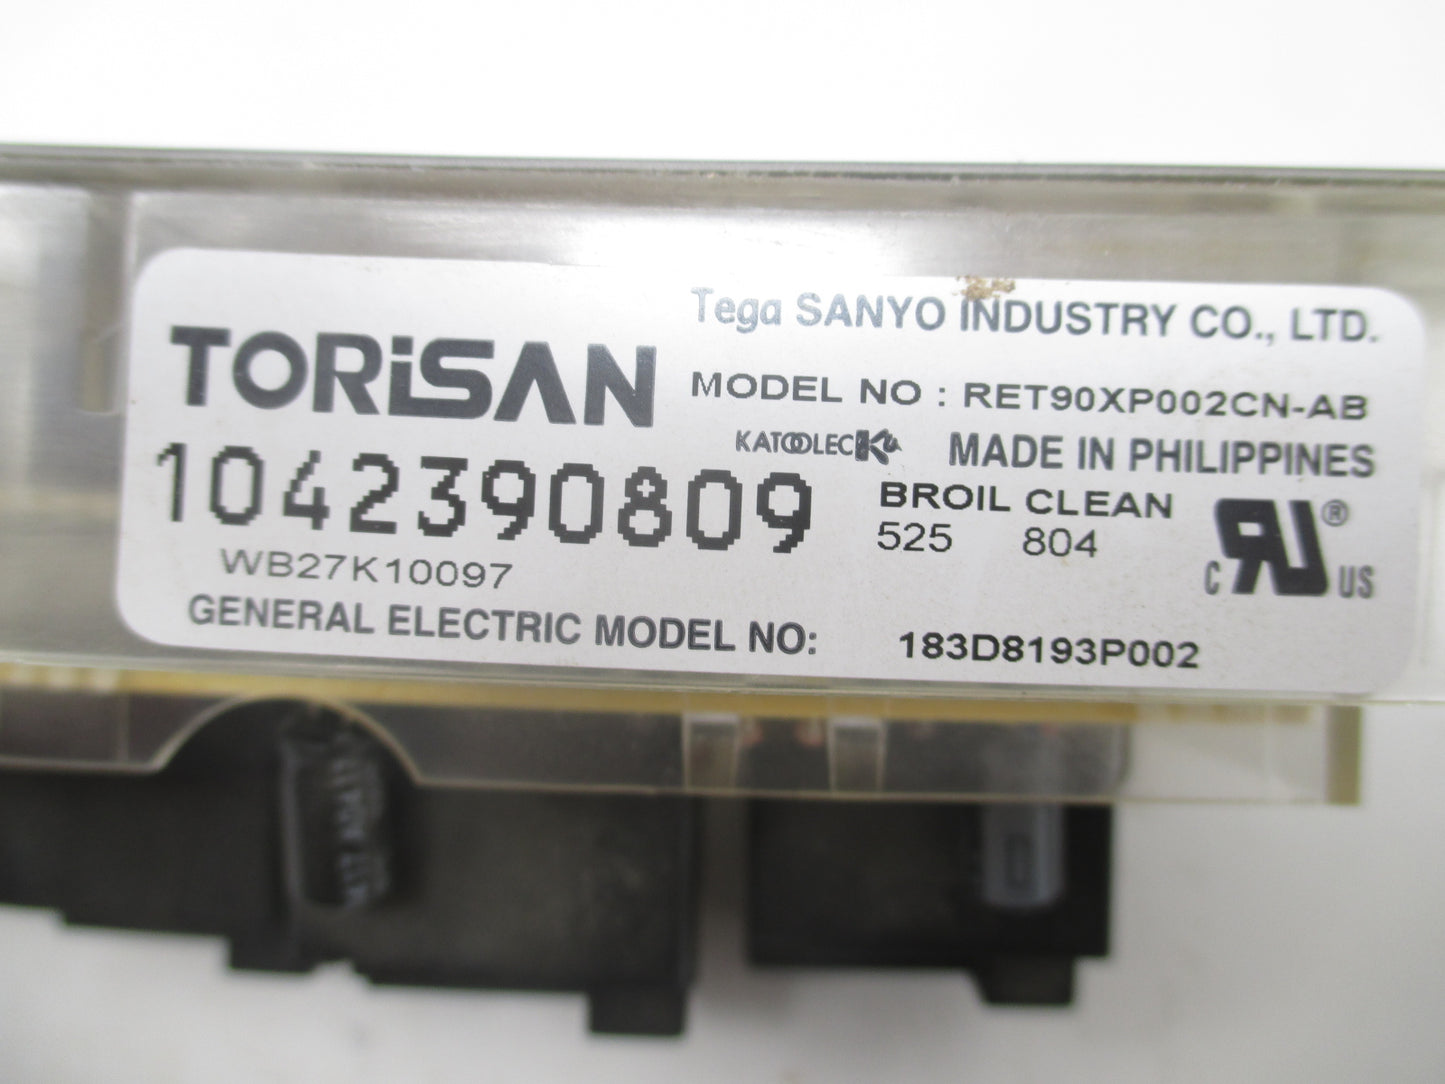 Tega SANYO INDUSTRY CO., LTD.
TORiSAN
MODEL NO : RET90XP002CN-AB
KATOOLEC
MADE IN PHILIPPINES
1042390809
BROIL CLEAN
525 804
WB27K10097
C UR ® US
GENERAL ELECTRIC MODEL NO: 183D8193P002